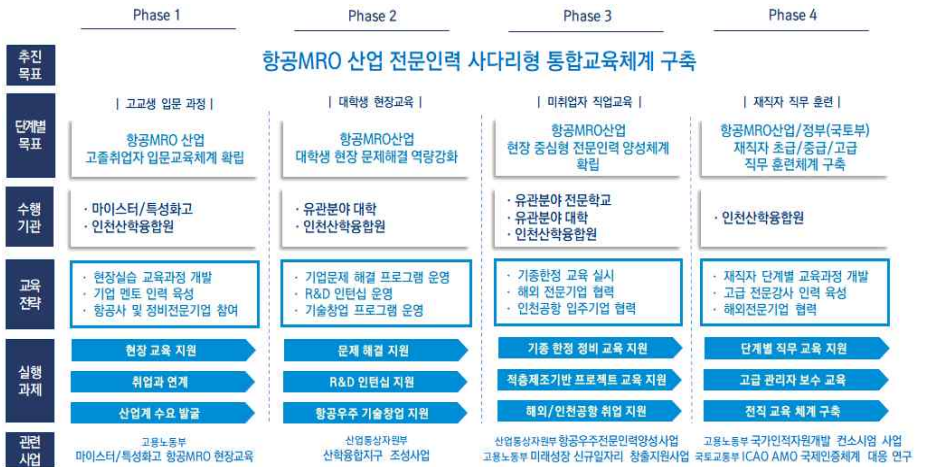 Phase 1
Phase 2
Phase 3
Phase 4
추진
목표
항공MRO 산업 전문인력 사다리형 통합교육체계 구축
단계별
목표
| 고교생 입문 과정 |
항공MRO 산업
고졸취업자 입문교육체계 확립
| 대학생 현장교육 |
항공MRO산업
대학생 현장 문제해결 역량강화
| 미취업자 직업교육 |
항공MRO산업
현장 중심형 전문인력 양성체계
확립
| 재직자 직무 훈련 |
항공MRO산업/정부(국토부)
재직자 초급/중급/고급
직무 훈련체계 구축
수행
기관
· 마이스터/특성화고
· 인천산학융합원
· 유관분야 대학
· 인천산학융합원
· 유관분야 전문학교
· 유관분야 대학
· 인천산학융합원
· 인천산학융합원
교육
전략
· 현장실습 교육과정 개발
· 기업 멘토 인력 육성
· 항공사 및 정비전문기업 참여
· 기업문제 해결 프로그램 운영
· R&D 인턴십 운영
· 기술창업 프로그램 운영
· 기종한정 교육 실시
· 해외 전문기업 협력
· 인천공항 입주기업 협력
· 재직자 단계별 교육과정 개발
· 고급 전문강사 인력 육성
· 해외전문기업 협력
실행
과제
현장 교육 지원
취업과 연계
산업계 수요 발굴
문제 해결 지원
R&D 인턴십 지원
항공우주 기술창업 지원
기종 한정 정비 교육 지원
적층제조기반 프로젝트 교육 지원
해외/인천공항 취업 지원
단계별 직무 교육 지원
고급 관리자 보수 교육
전직 교육 체계 구축
관련
사업
고용노동부
마이스터/특성화고 항공MRO 현장교육
산업통상자원부
산학융합지구 조성사업
산업통상자원부 항공우주전문인력양성사업
고용노동부 미래성장 신규일자리 창출지원사업
고용노동부 국가인적자원개발 컨소시엄 사업
국토교통부 ICAO AMO 국제인증체계 대응 연구